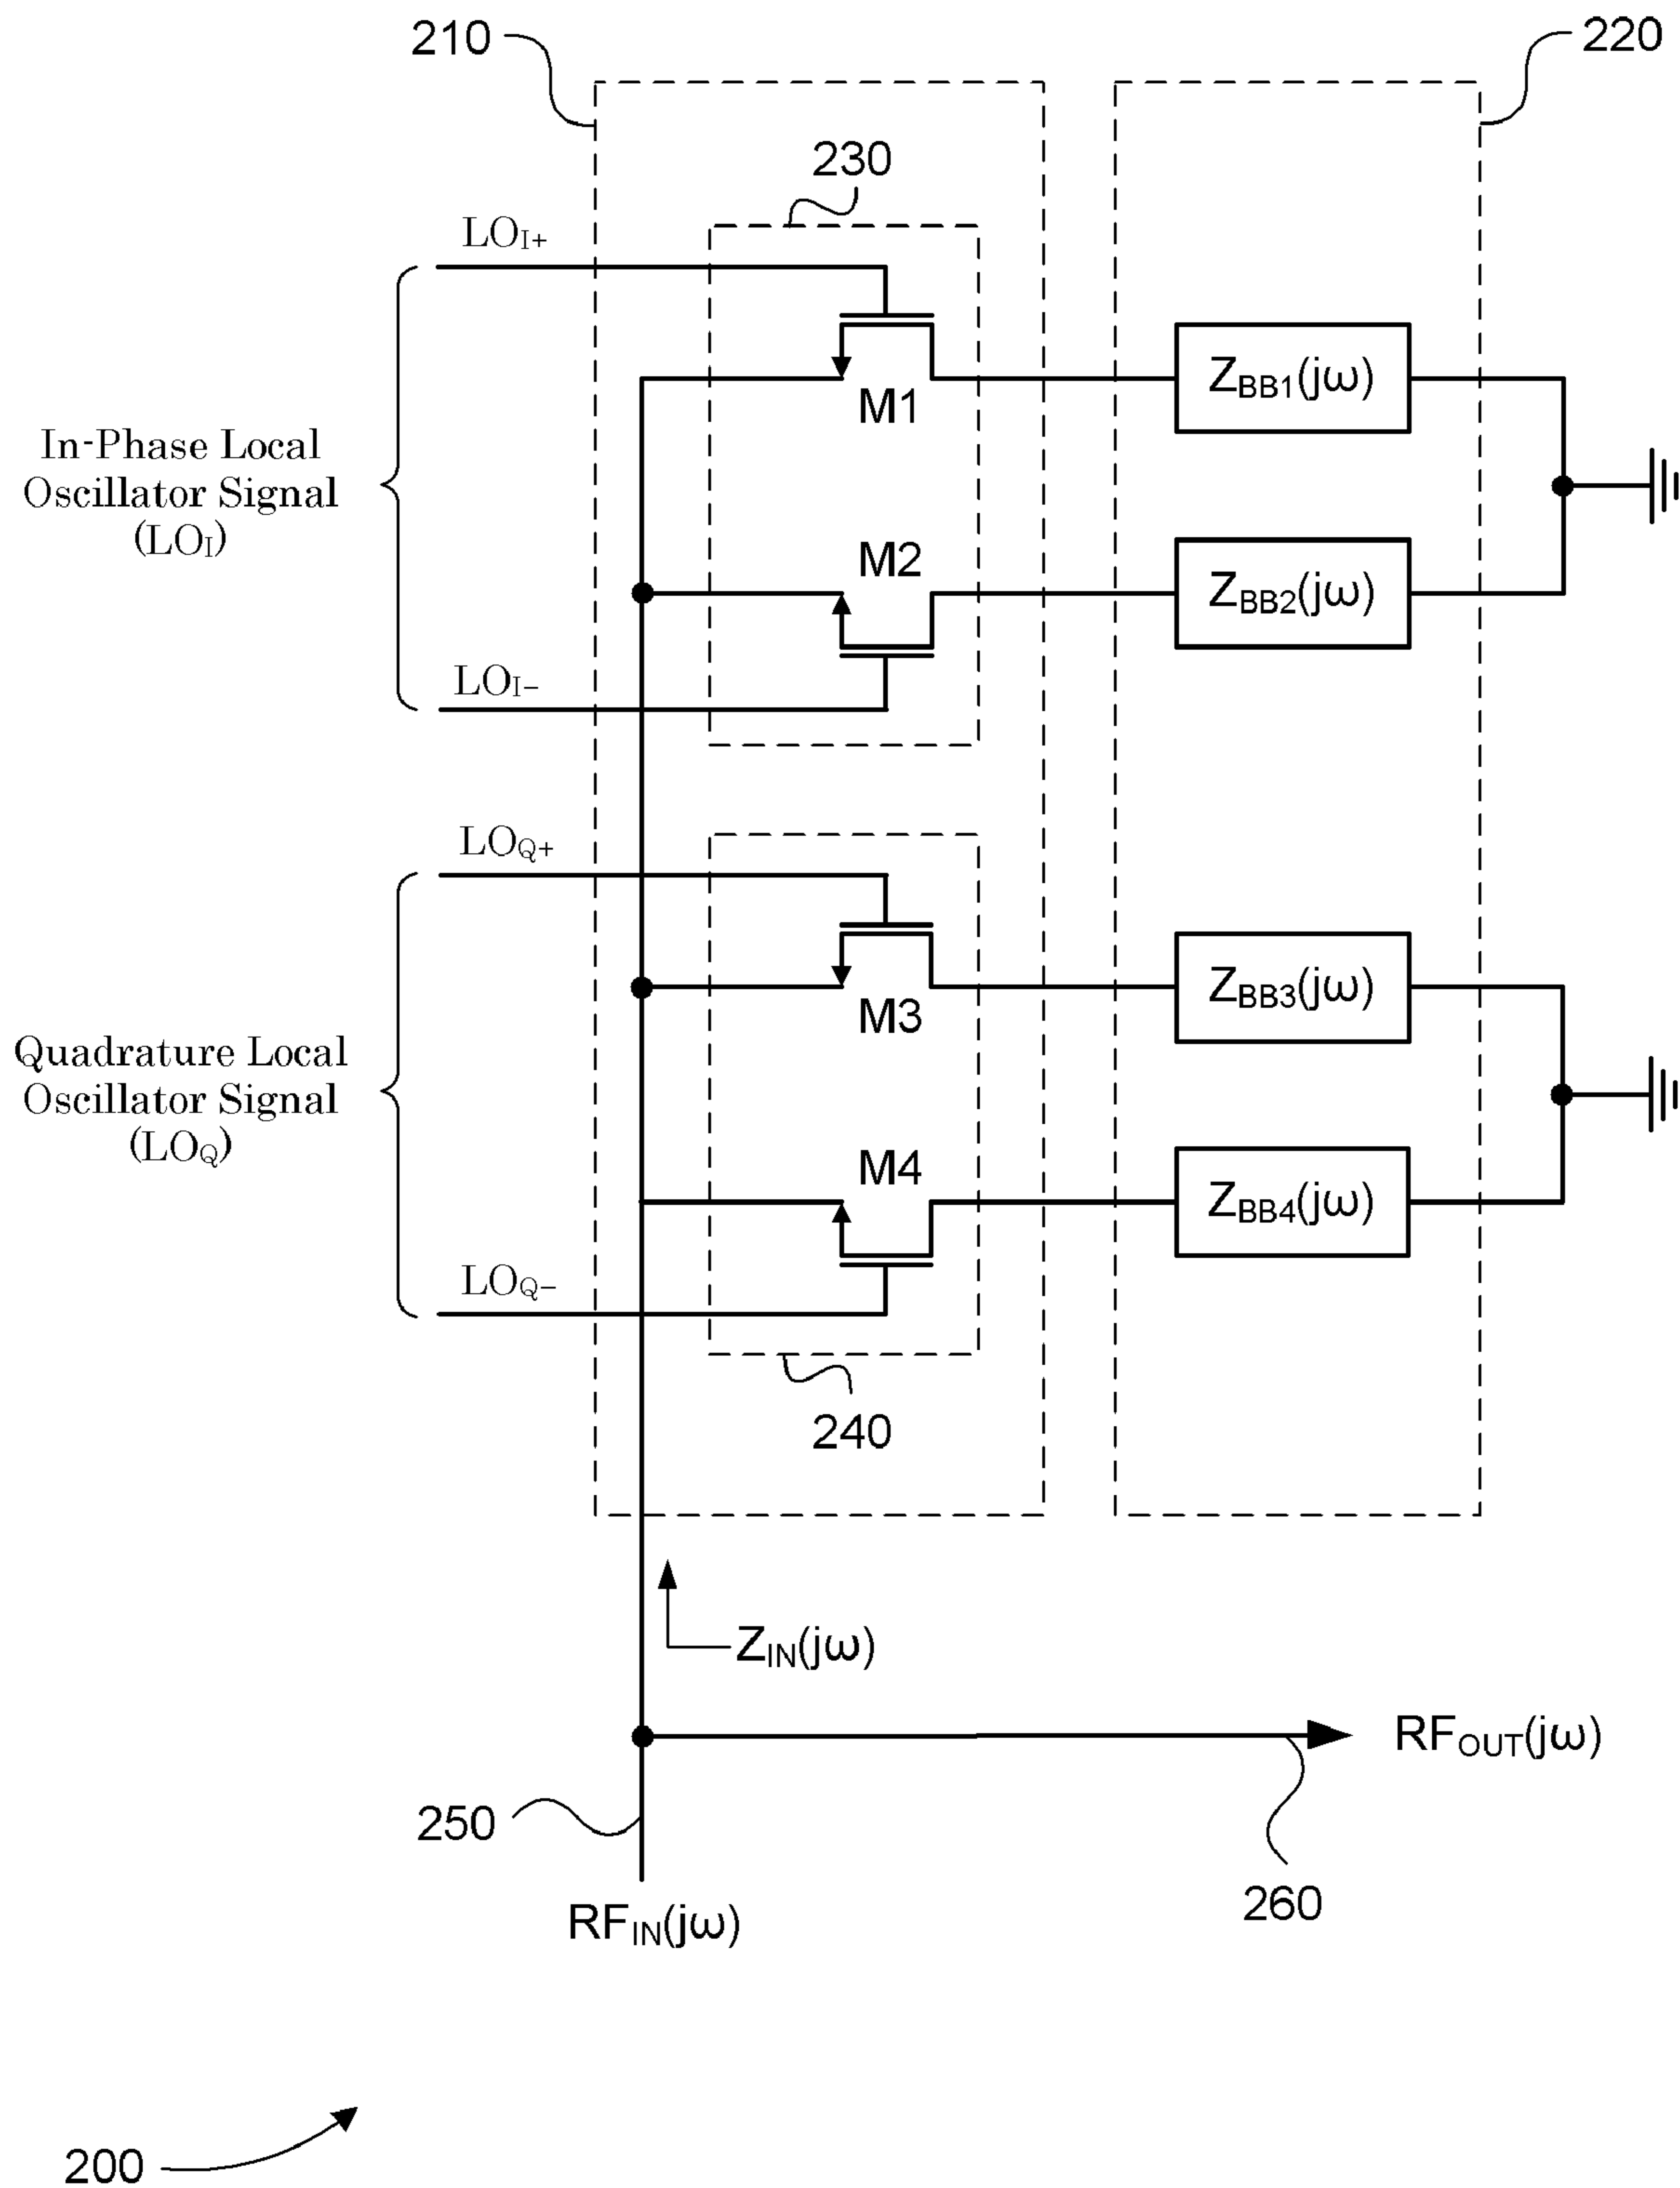 210
220
230
LOI+
In-Phase Local
Oscillator Signal
(LOI)
M1
ZBB1(jω)
M2
ZBB2(jω)
LOI−
LOQ+
Quadrature Local
Oscillator Signal
(LOQ)
M3
ZBB3(jω)
M4
ZBB4(jω)
LOQ−
240
ZIN(jω)
RFOUT(jω)
250
260
RFIN(jω)
200